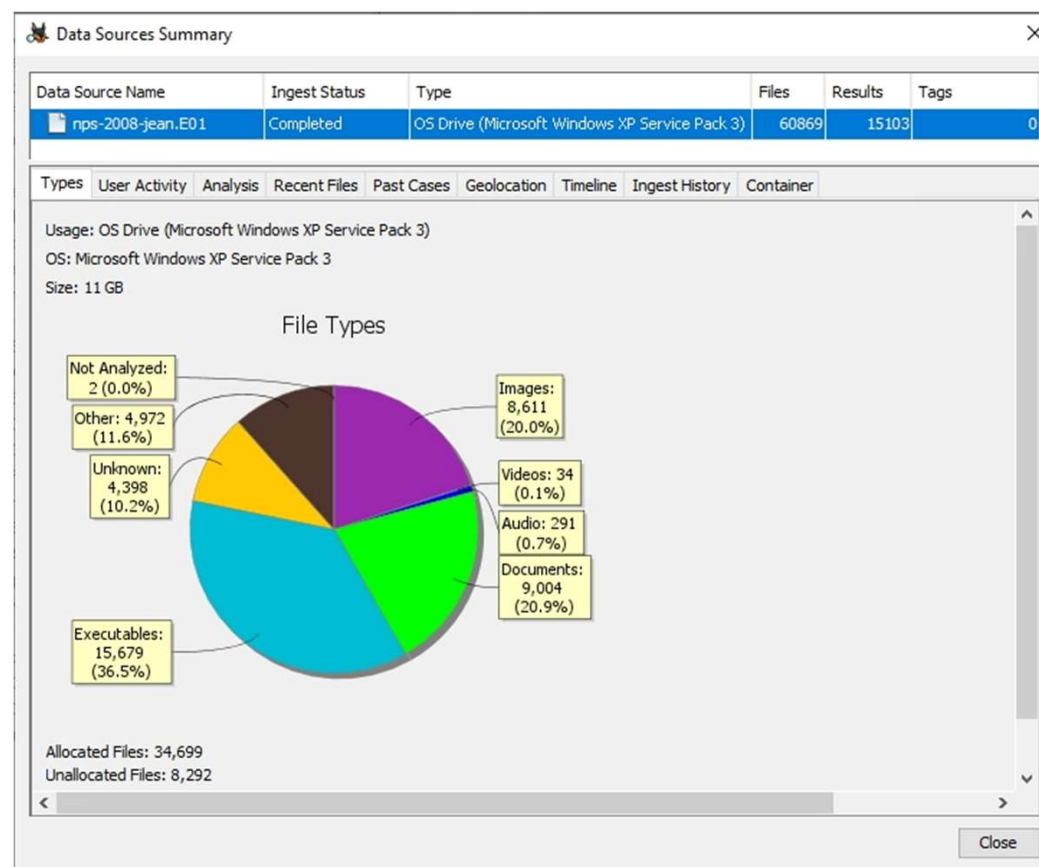 Data Sources Summary
Data Source Name Ingest Status Type Files Results Tags
nps-2008-jean.E01 Completed OS Drive (Microsoft Windows XP Service Pack 3) 60869 15103 0
Types User Activity Analysis Recent Files Past Cases Geolocation Timeline Ingest History Container
Usage: OS Drive (Microsoft Windows XP Service Pack 3)
OS: Microsoft Windows XP Service Pack 3
Size: 11 GB
File Types
Not Analyzed:
2 (0.0%)
Other: 4,972
(11.6%)
Unknown:
4,398
(10.2%)
Executables:
15,679
(36.5%)
Images:
8,611
(20.0%)
Videos: 34
(0.1%)
Audio: 291
(0.7%)
Documents:
9,004
(20.9%)
Allocated Files: 34,699
Unallocated Files: 8,292
Close